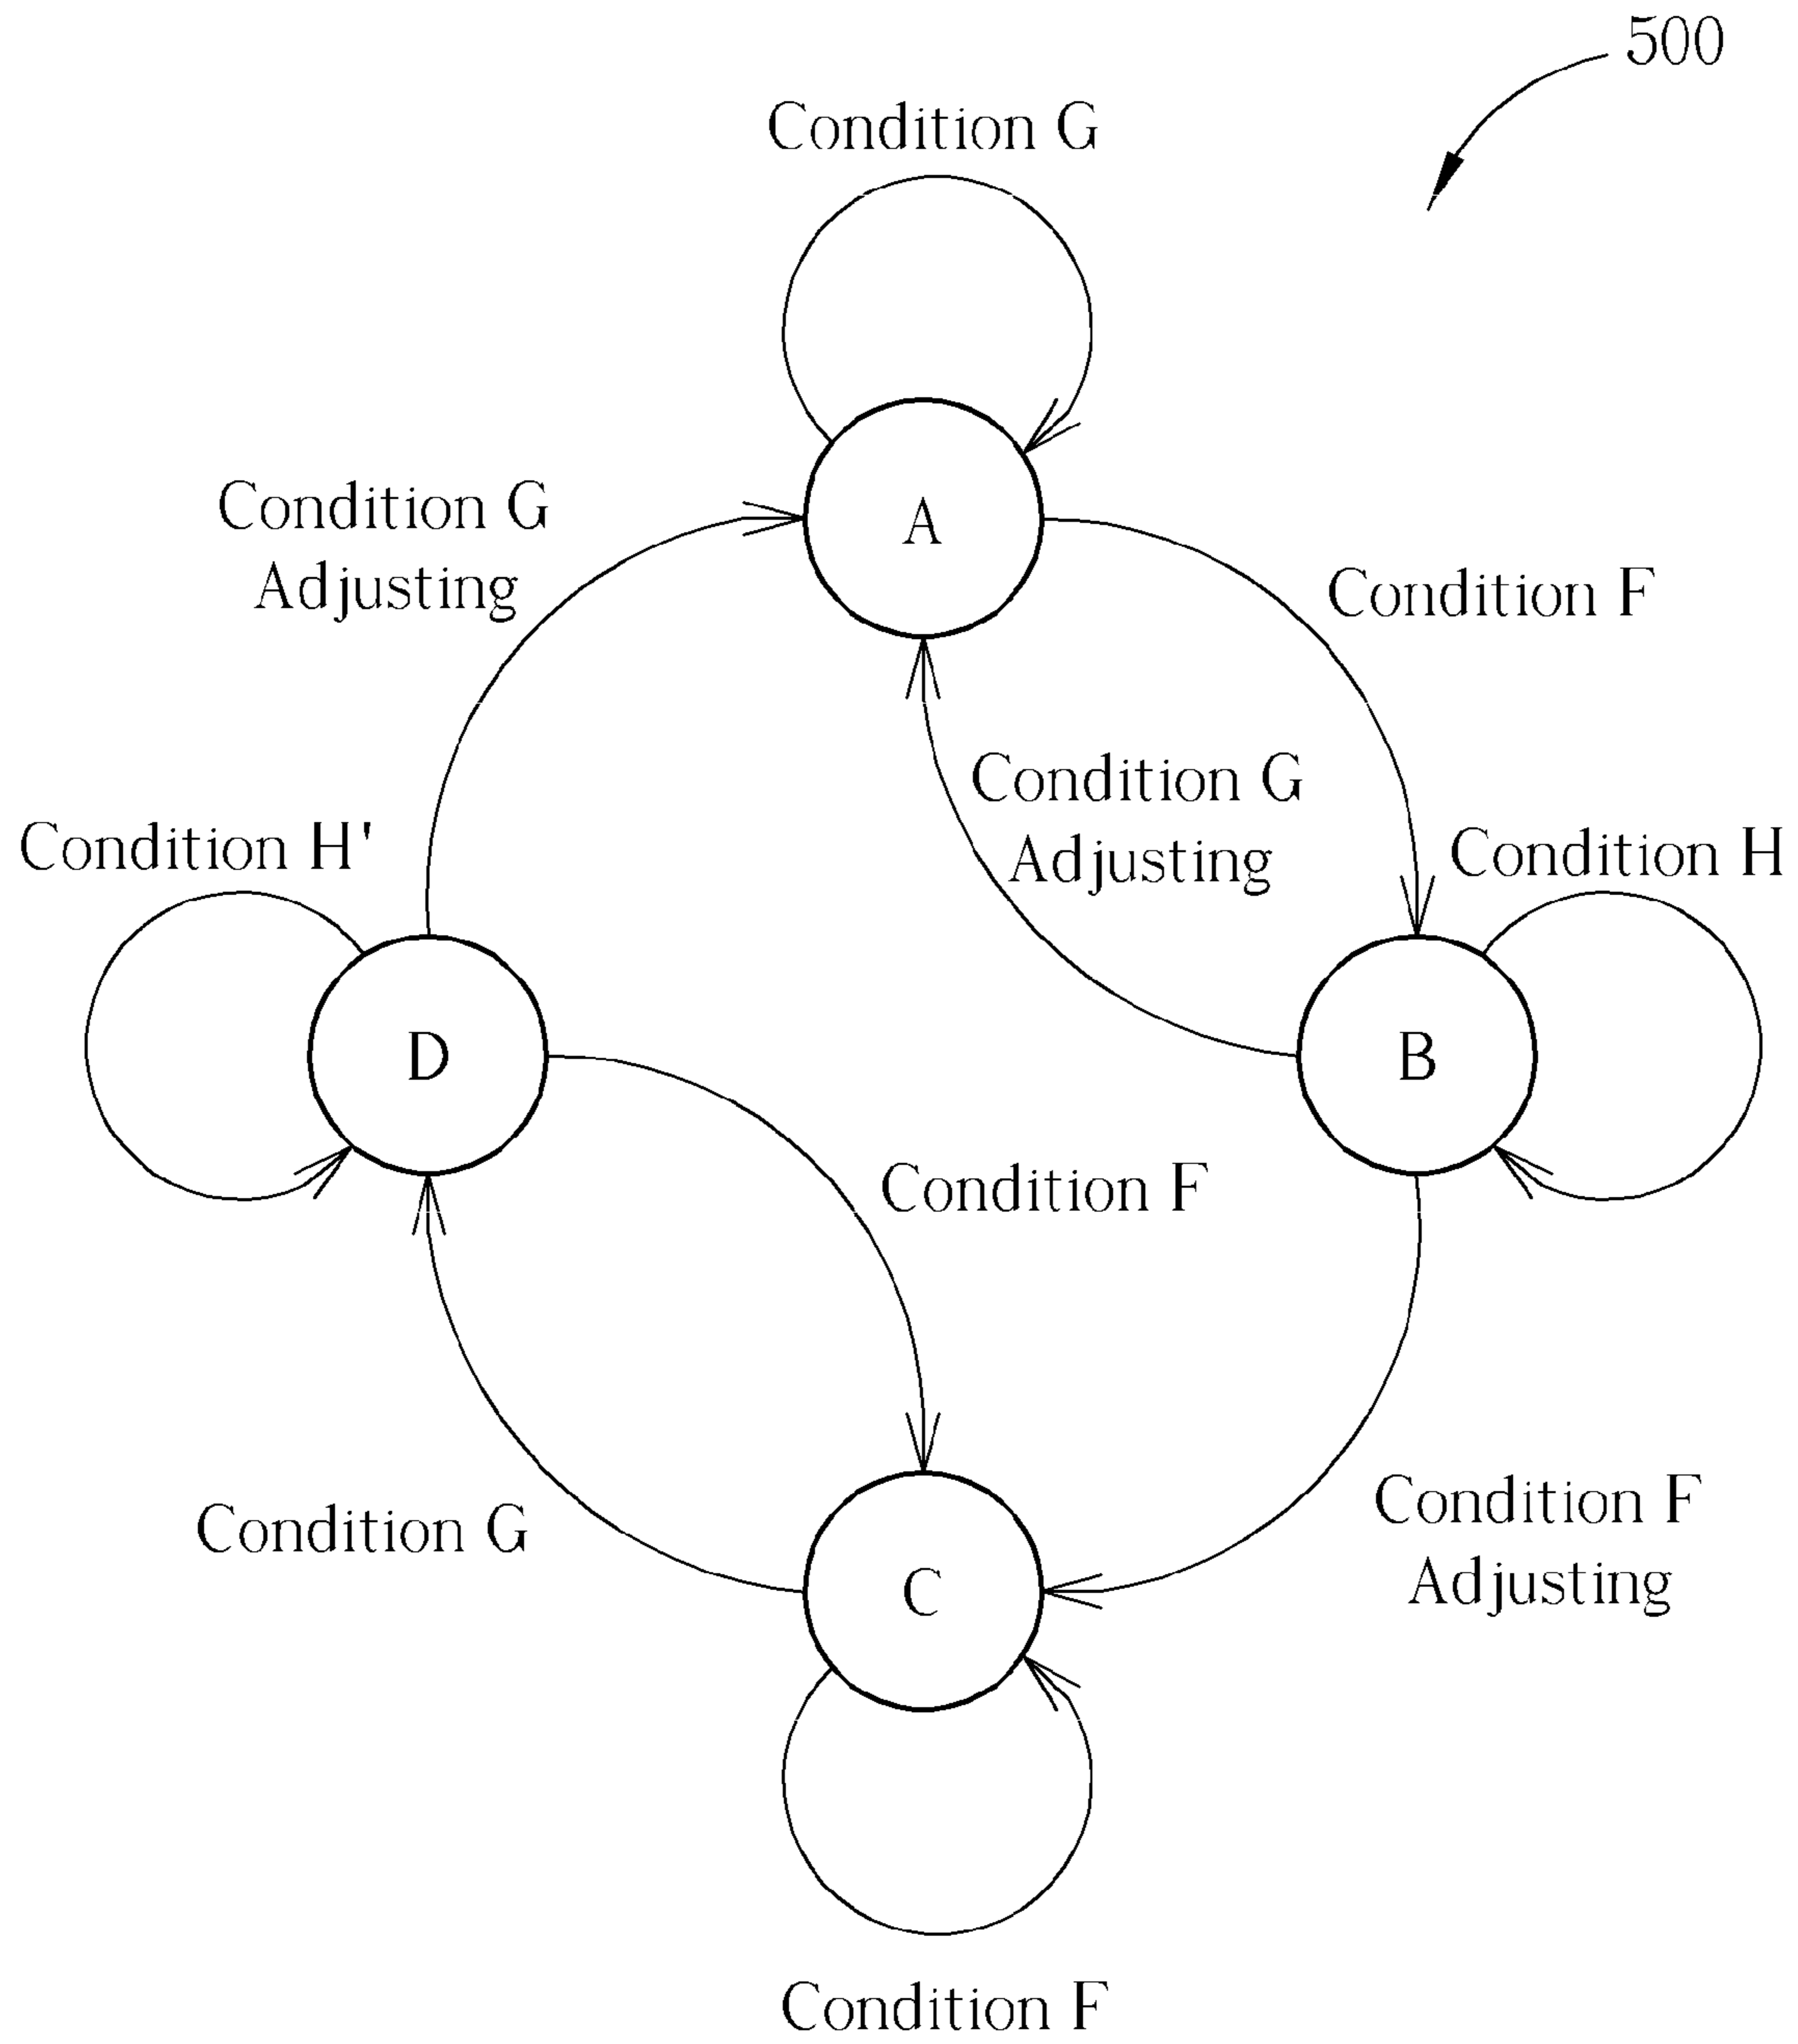 500
Condition G
Condition G
Adjusting
A
Condition F
Condition G
Adjusting
Condition H'
Condition H
D
B
Condition F
Condition G
C
Condition F
Adjusting
Condition F